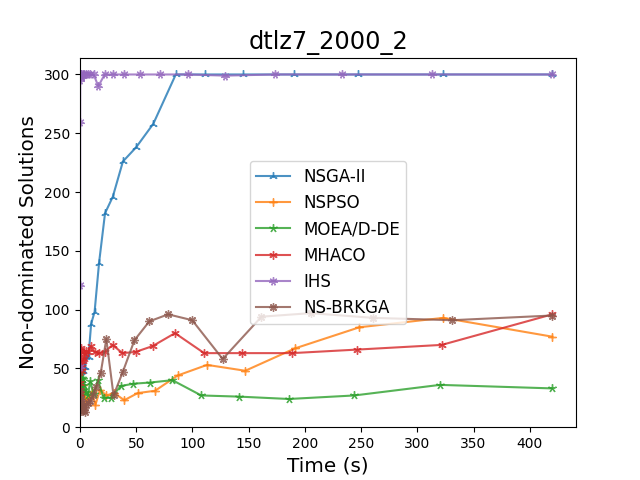 dtlz7_2000_2
Non-dominated Solutions
300
250
200
150
100
50
0
NSGA-II
NSPSO
MOEA/D-DE
MHACO
IHS
NS-BRKGA
0 50 100 150 200 250 300 350 400
Time (s)